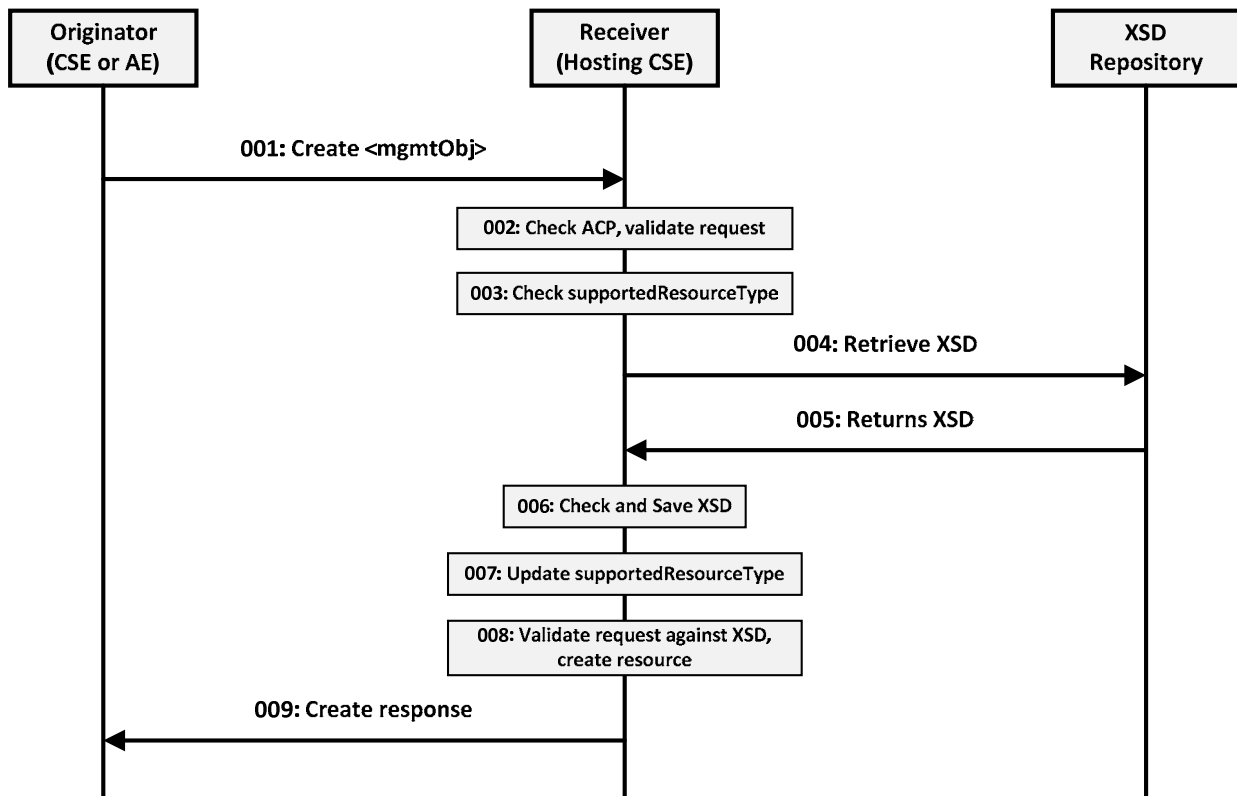 Originator
(CSE or AE)
Receiver
(Hosting CSE)
XSD
Repository
001: Create <mgmtObj>
002: Check ACP, validate request
003: Check supportedResourceType
004: Retrieve XSD
005: Returns XSD
006: Check and Save XSD
007: Update supportedResourceType
008: Validate request against XSD,
create resource
009: Create response